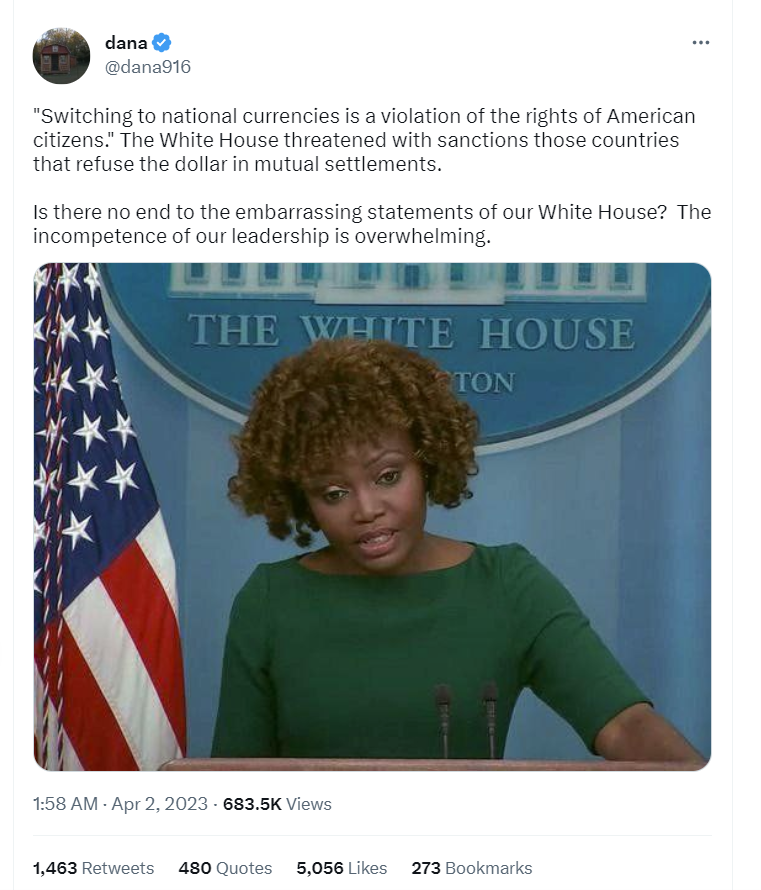 dana
@dana916
"Switching to national currencies is a violation of the rights of American
citizens." The White House threatened with sanctions those countries
that refuse the dollar in mutual settlements.
Is there no end to the embarrassing statements of our White House?  The
incompetence of our leadership is overwhelming.
THE WHITE HOUSE
TON
1:58 AM · Apr 2, 2023 · 683.5K Views
1,463 Retweets 480 Quotes 5,056 Likes 273 Bookmarks